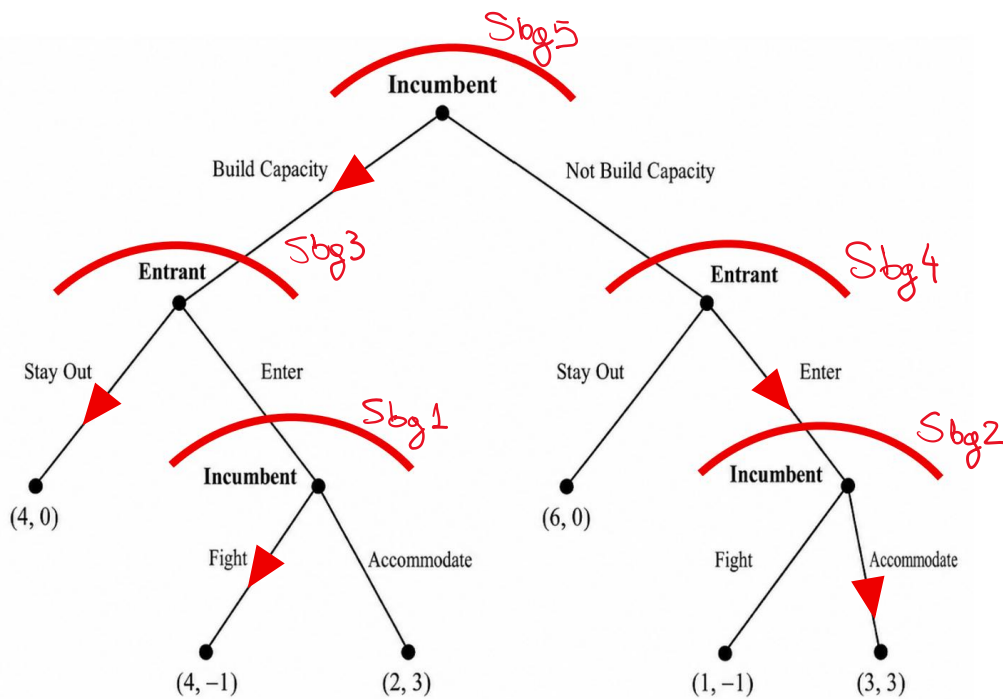 Sbg5
Incumbent
Build Capacity
Not Build Capacity
Sbg3
Entrant
Sbg4
Entrant
Stay Out
Enter
Stay Out
Enter
Sbg1
Incumbent
Sbg2
Incumbent
(4, 0)
(6, 0)
Fight
Accommodate
Fight
Accommodate
(4, –1)
(2, 3)
(1, –1)
(3, 3)